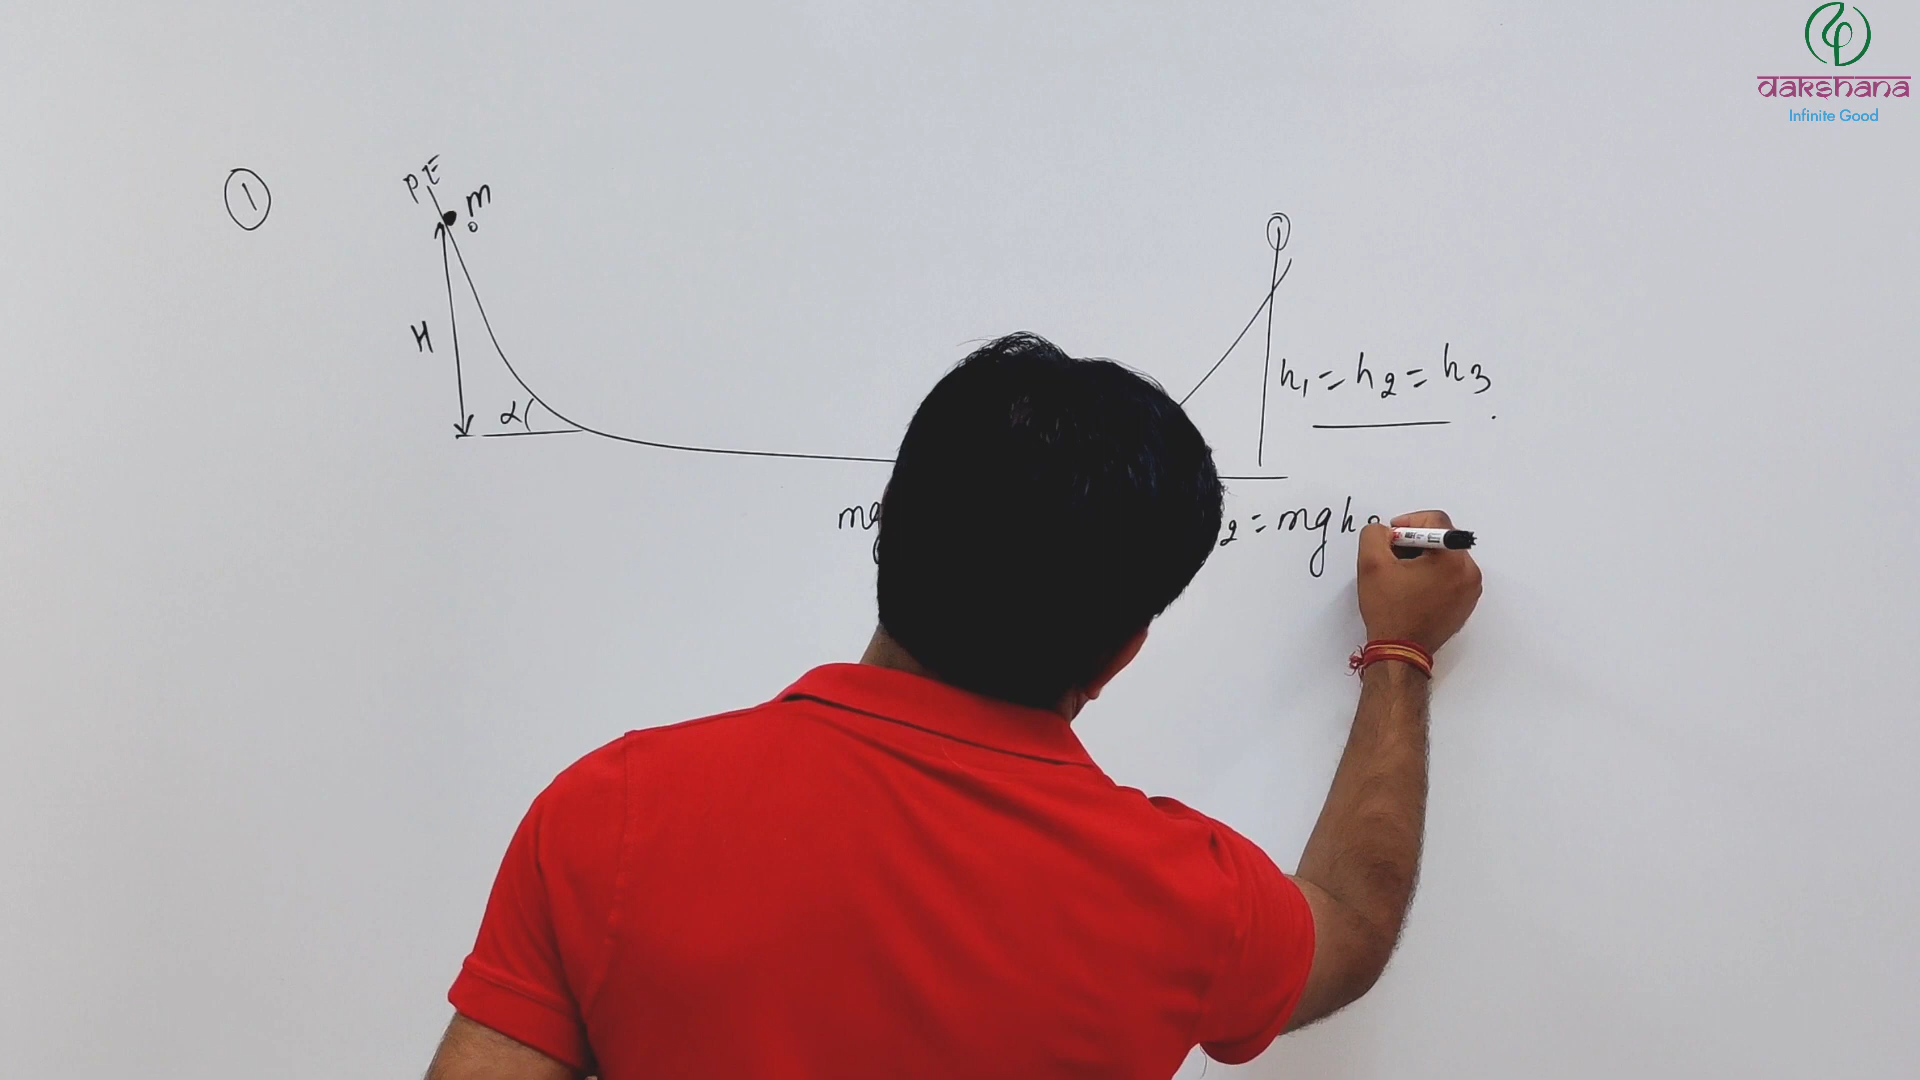 dakshana
Infinite Good
1
PE
m
H
α
h₁ = h₂ = h₃
mg
₂ = mgh